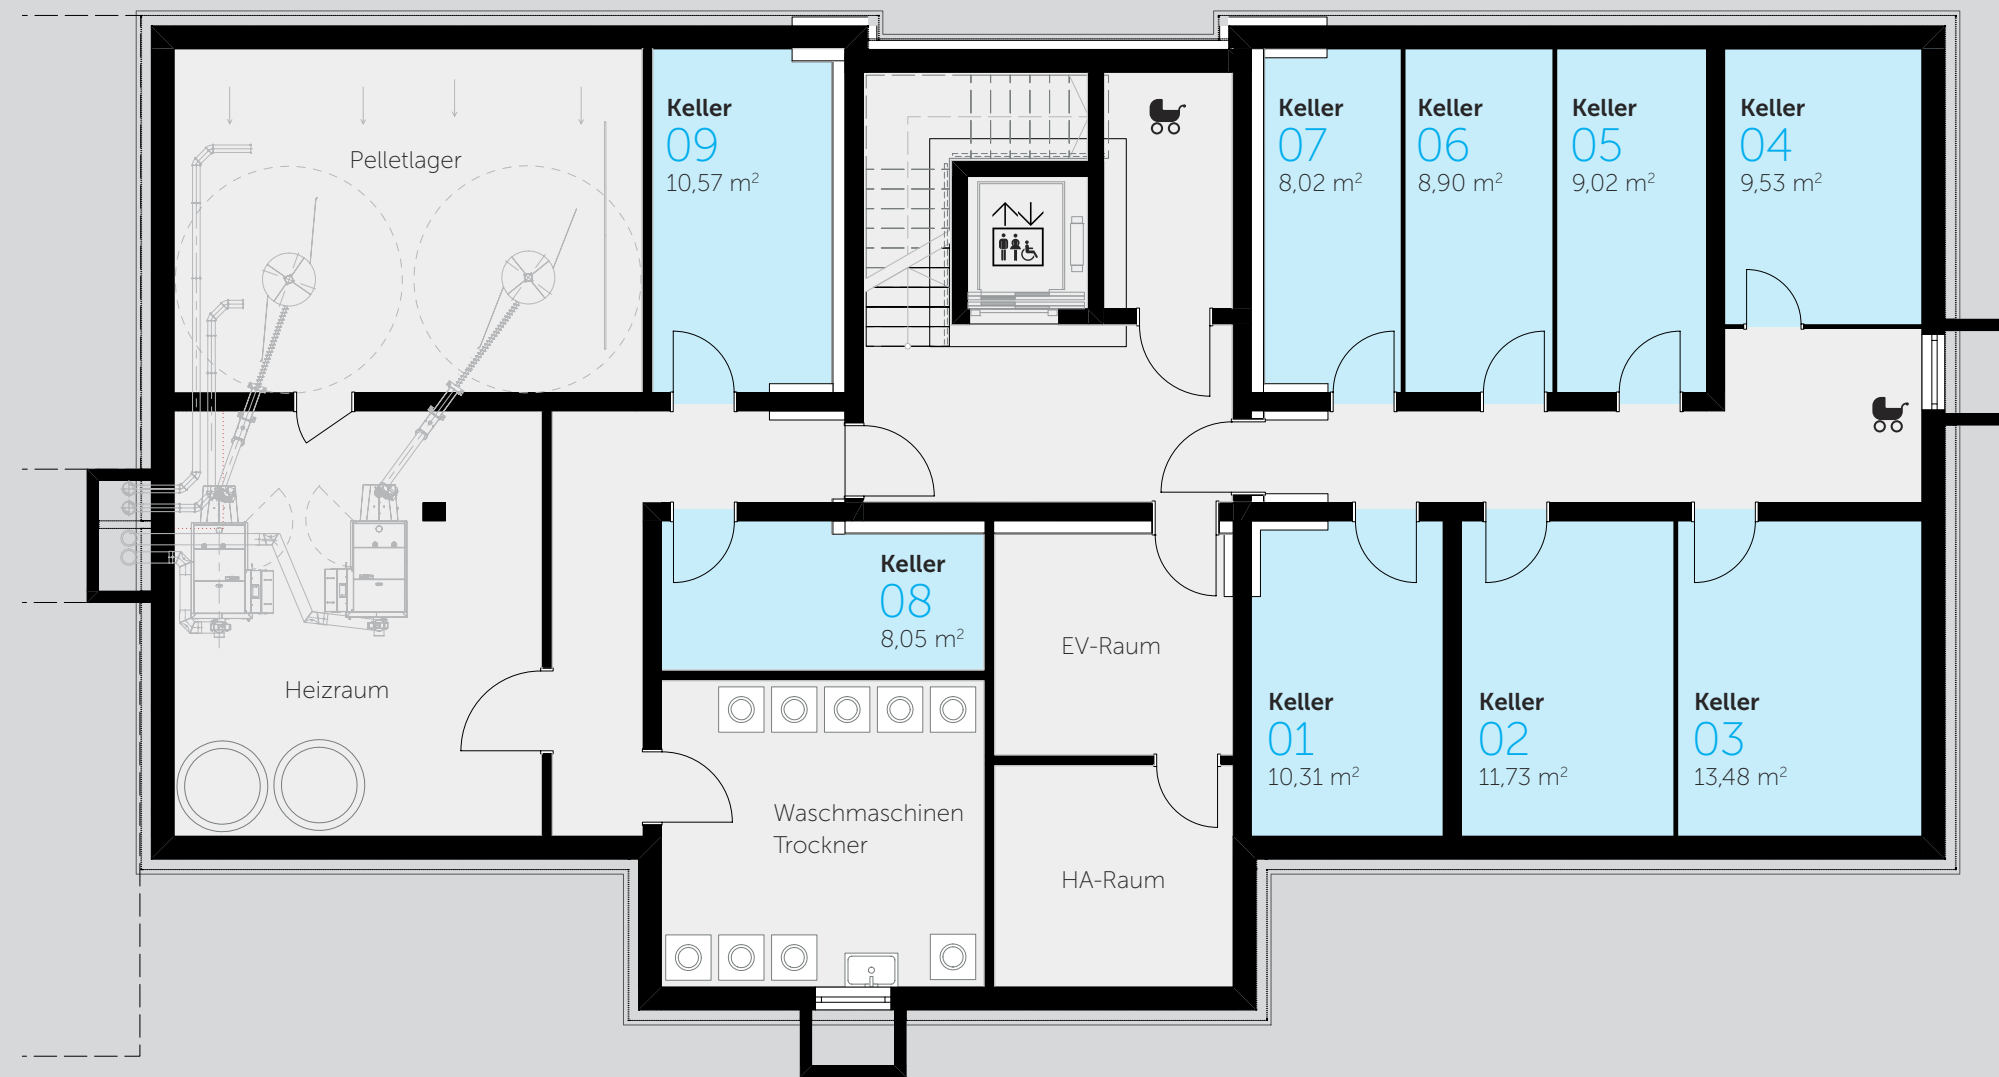 Pelletlager
Keller
09
10,57 m²
Keller
07
8,02 m²
Keller
06
8,90 m²
Keller
05
9,02 m²
Keller
04
9,53 m²
Heizraum
Keller
08
8,05 m²
EV-Raum
Waschmaschinen
Trockner
HA-Raum
Keller
01
10,31 m²
Keller
02
11,73 m²
Keller
03
13,48 m²